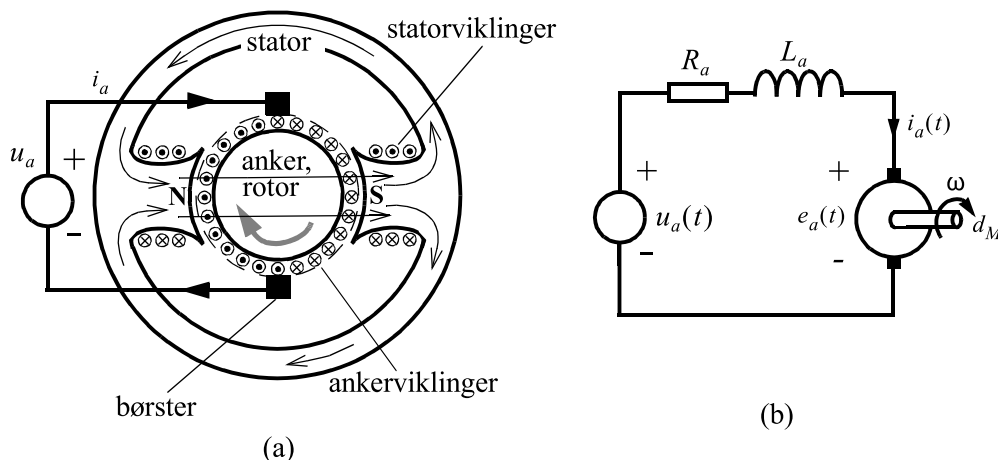 statorviklinger
stator
i_a
R_a
L_a
i_a(t)
u_a
+
-
anker,
rotor
N
S
+
u_a(t)
-
+
e_a(t)
-
ω
d_M
børster
ankerviklinger
(a)
(b)